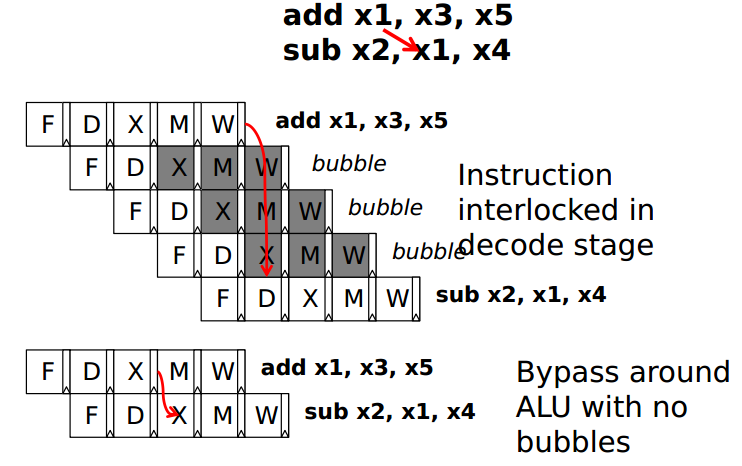 add x1, x3, x5
sub x2, x1, x4
F D X M W add x1, x3, x5
F D X M W bubble
F D X M W bubble
F D X M W bubble
F D X M W sub x2, x1, x4
Instruction
interlocked in
decode stage
F D X M W add x1, x3, x5
F D X M W sub x2, x1, x4
Bypass around
ALU with no
bubbles